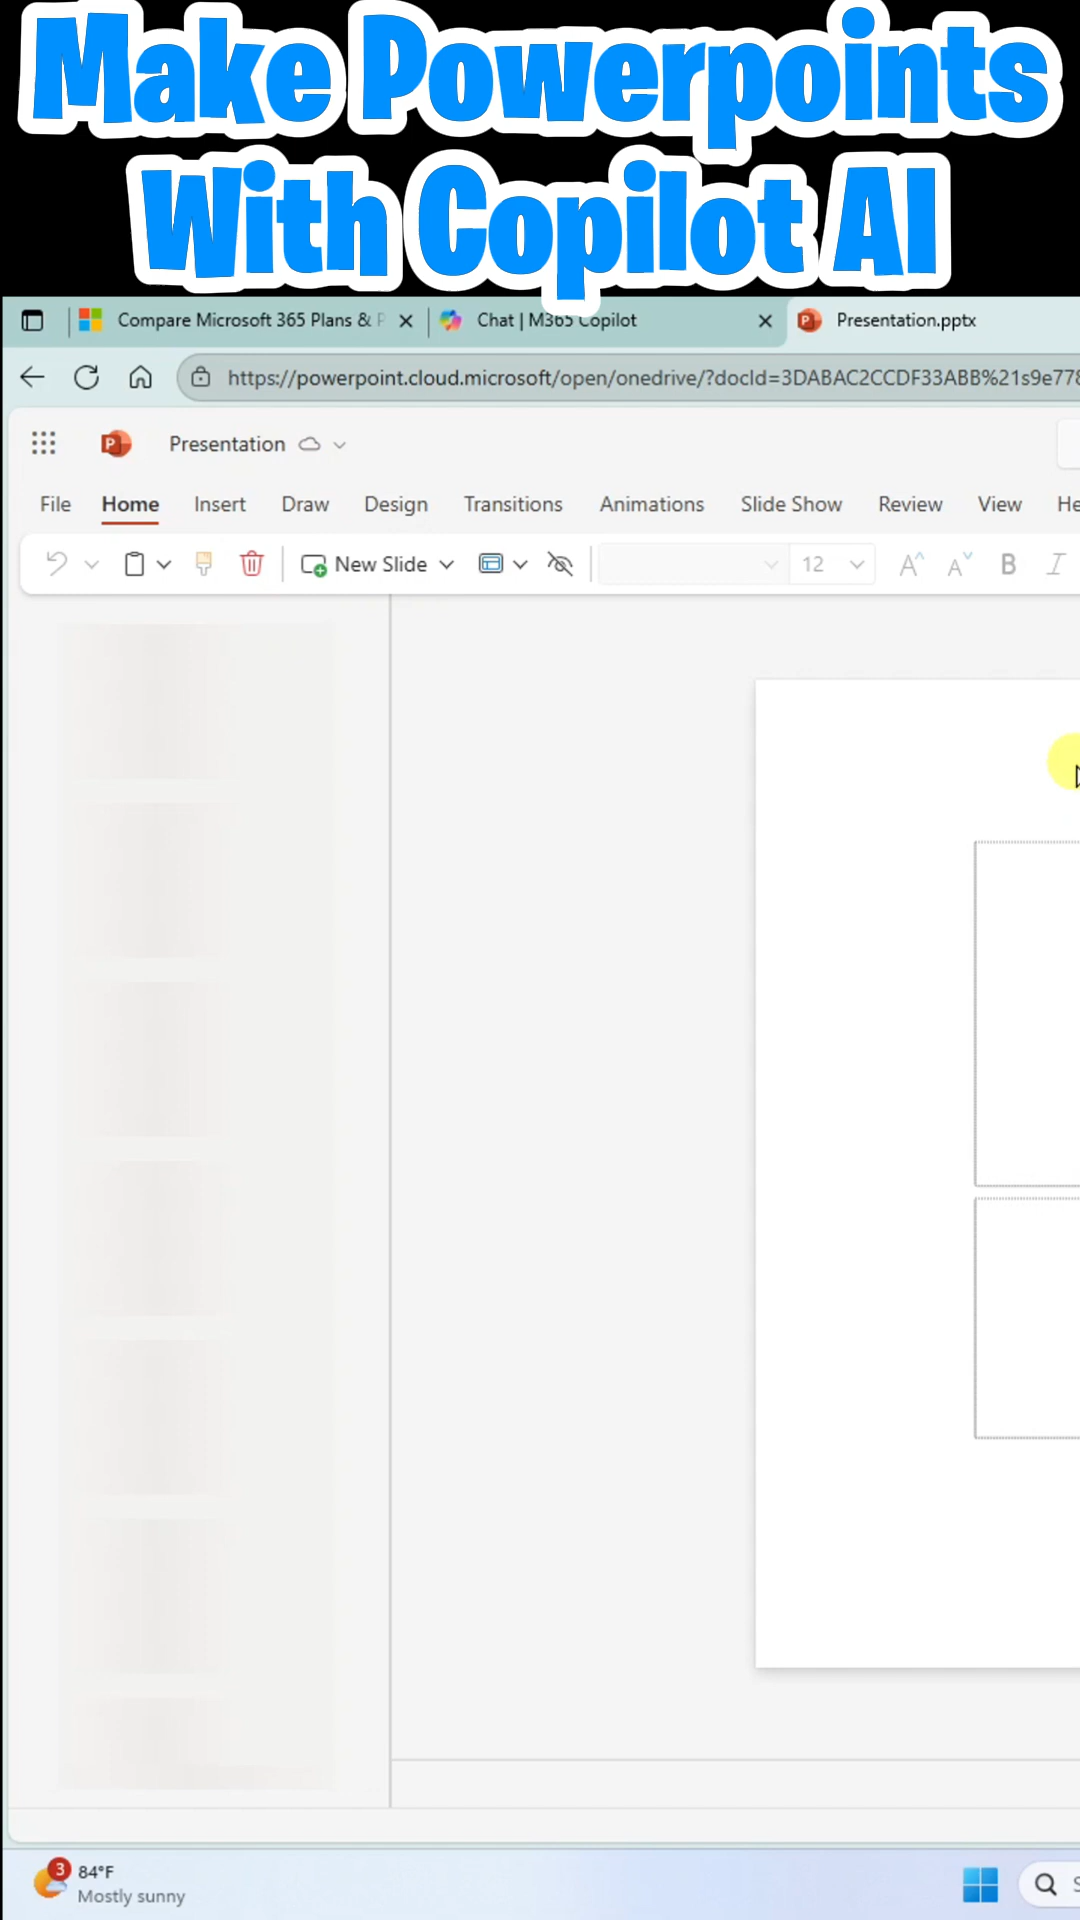 Make Powerpoints
With Copilot AI
Compare Microsoft 365 Plans & P
Chat | M365 Copilot
Presentation.pptx
https://powerpoint.cloud.microsoft/open/onedrive/?docId=3DABAC2CCDF33ABB%21s9e778
Presentation
File Home Insert Draw Design Transitions Animations Slide Show Review View He
New Slide 12 A A B I
3 84°F
Mostly sunny
S